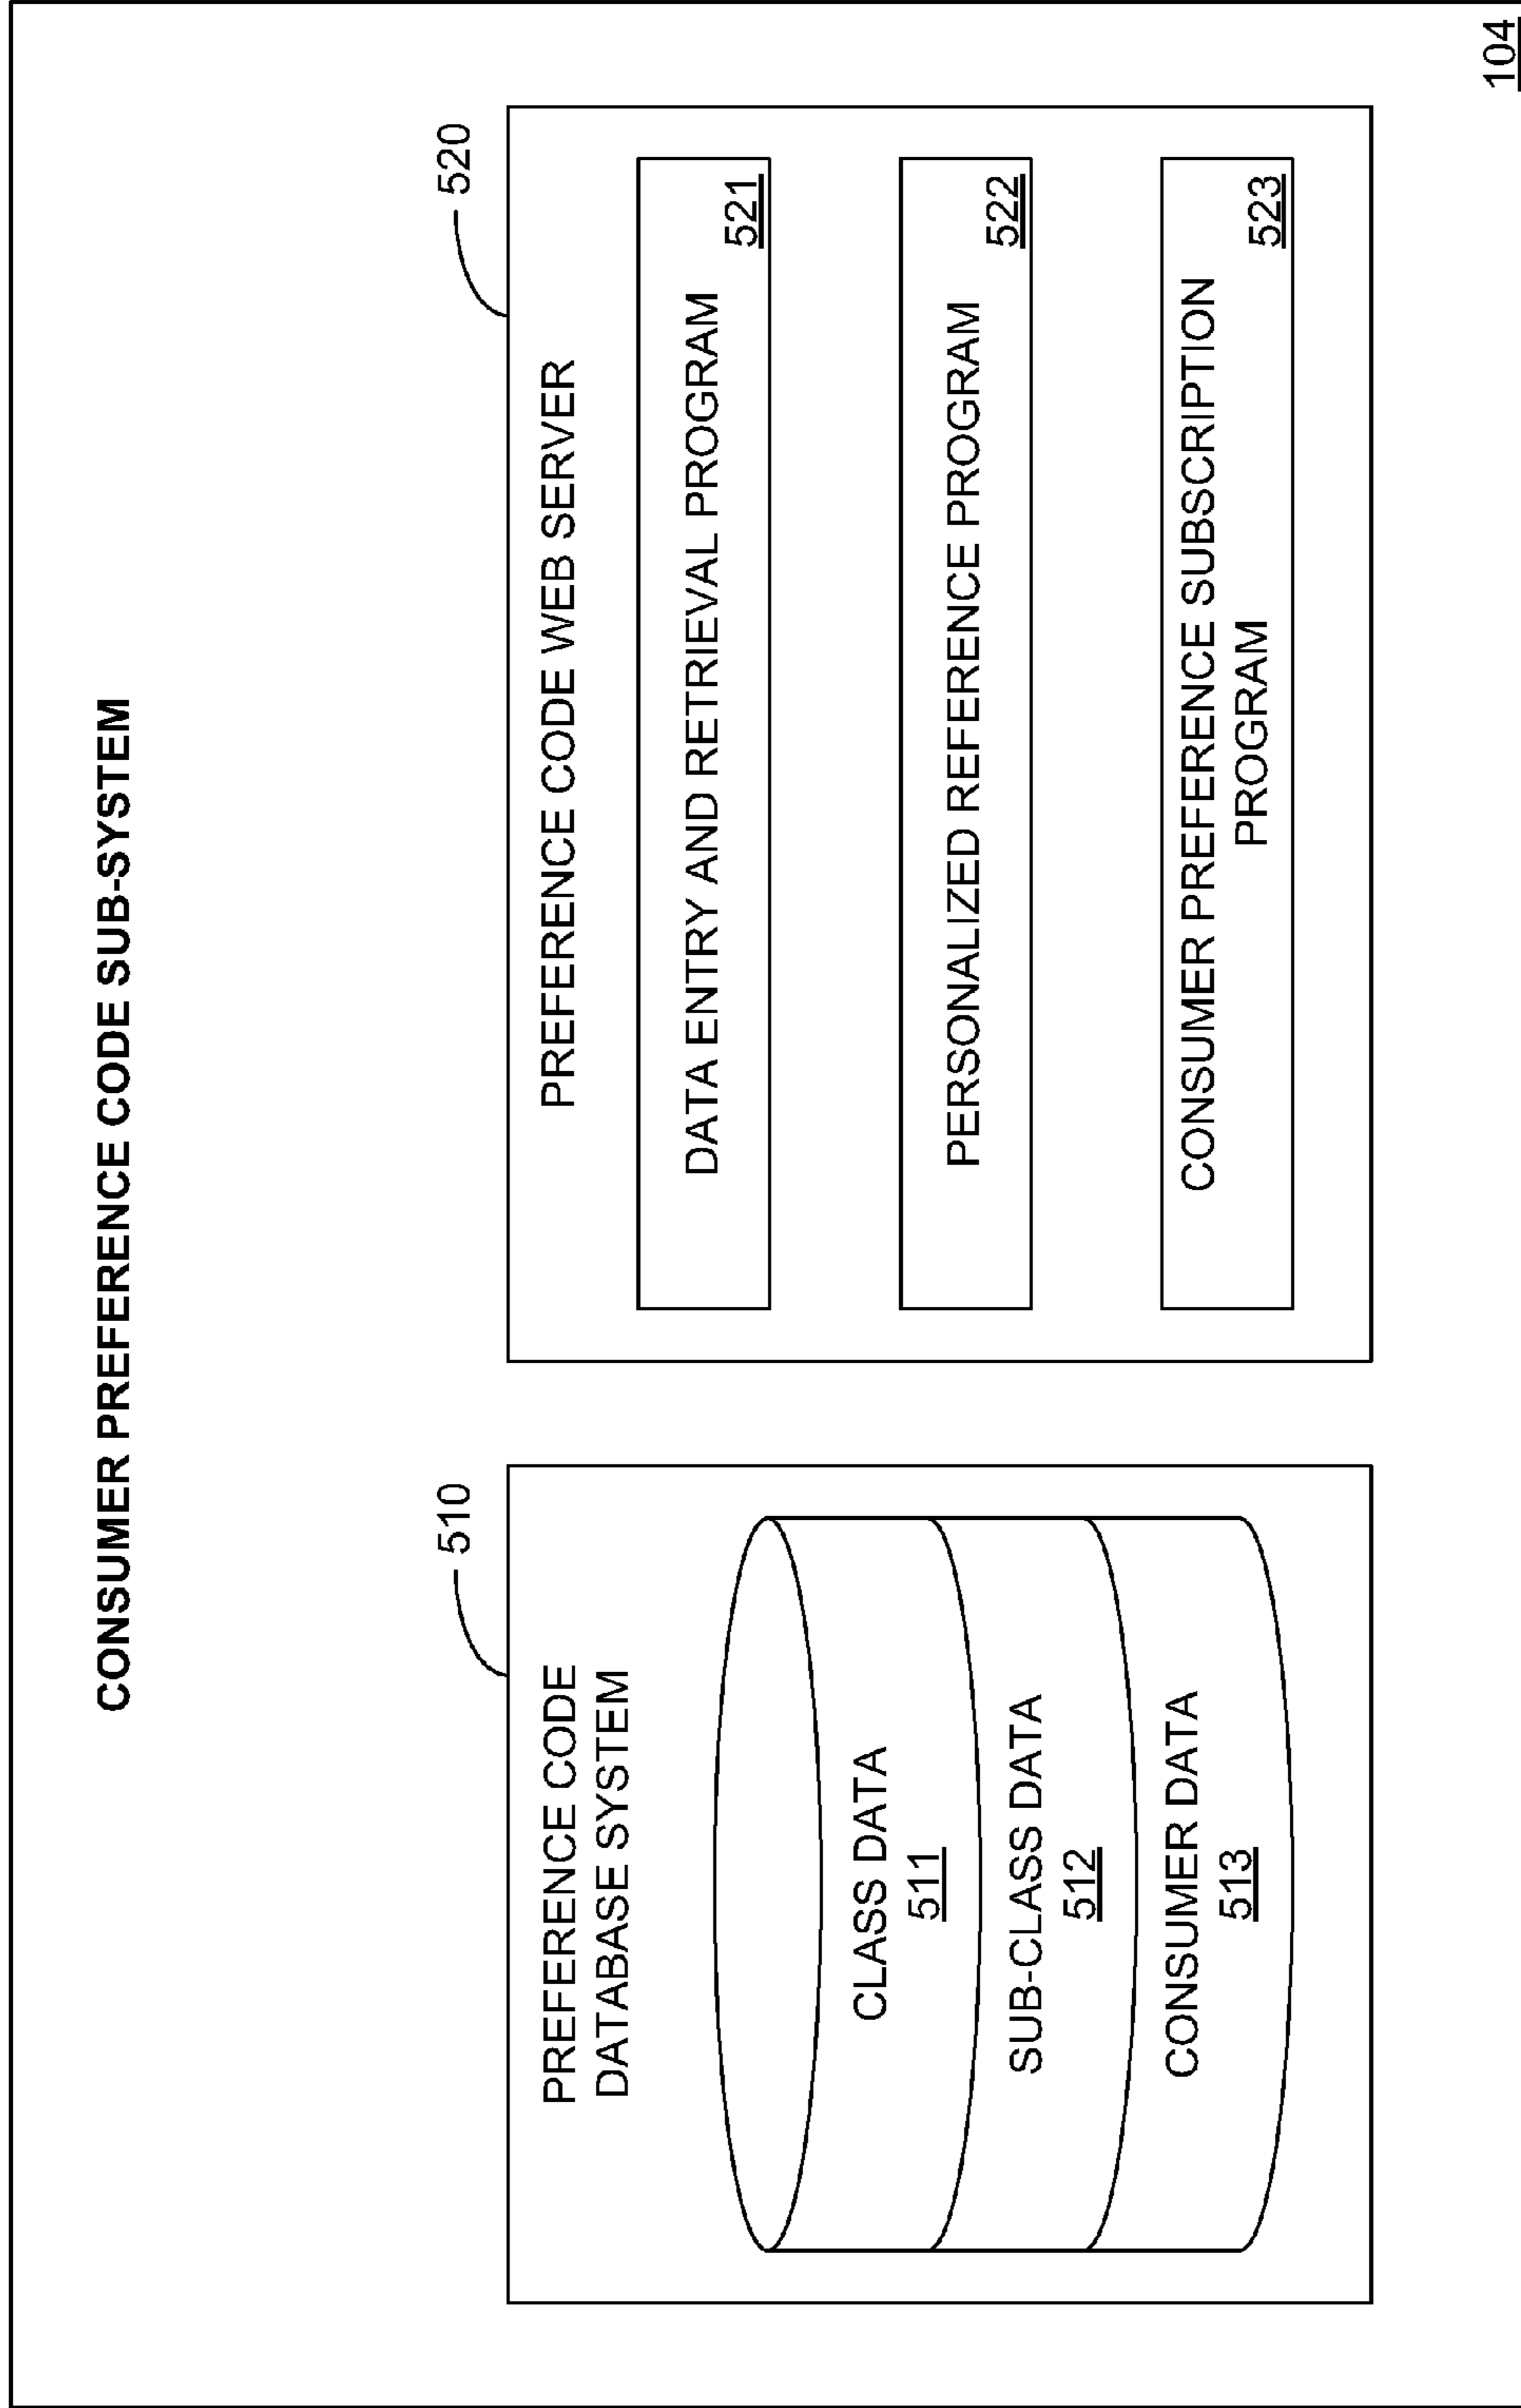 CONSUMER PREFERENCE CODE SUB-SYSTEM
510
PREFERENCE CODE
DATABASE SYSTEM
CLASS DATA
511
SUB-CLASS DATA
512
CONSUMER DATA
513
520
PREFERENCE CODE WEB SERVER
DATA ENTRY AND RETRIEVAL PROGRAM
521
PERSONALIZED REFERENCE PROGRAM
522
CONSUMER PREFERENCE SUBSCRIPTION
PROGRAM
523
104